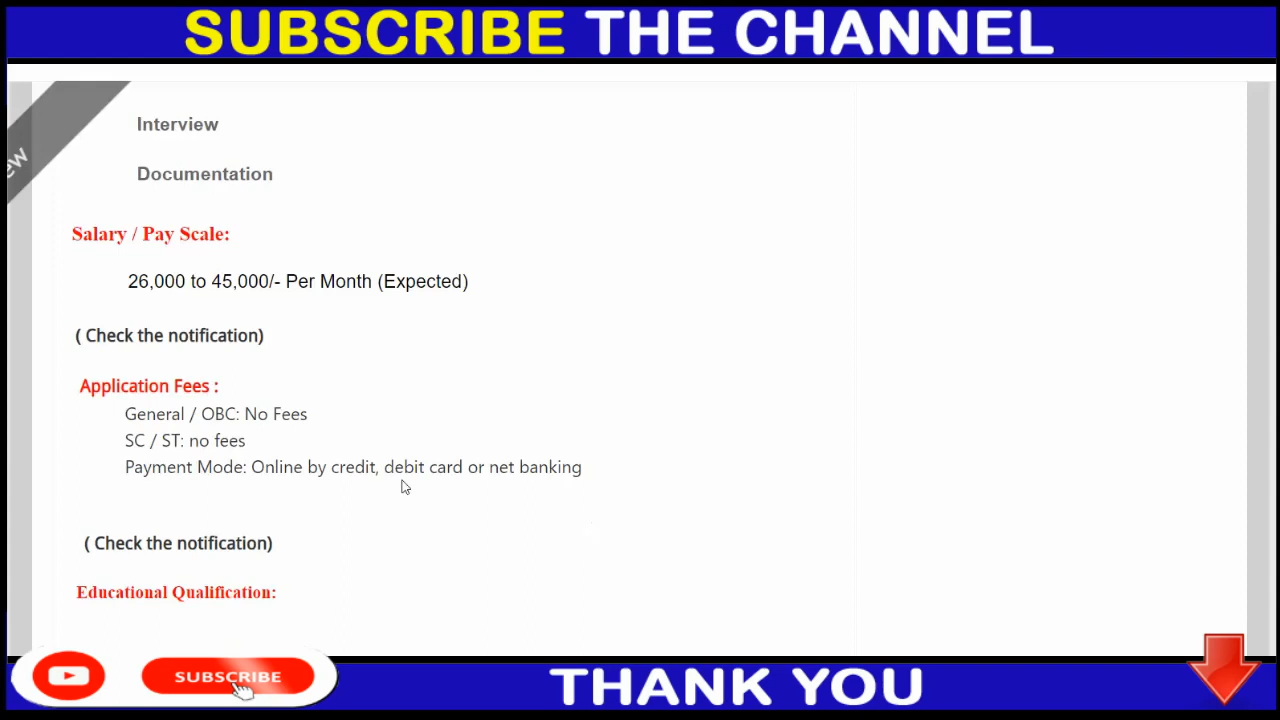 SUBSCRIBE THE CHANNEL
Interview
Documentation
Salary / Pay Scale:
26,000 to 45,000/- Per Month (Expected)
( Check the notification)
Application Fees :
General / OBC: No Fees
SC / ST: no fees
Payment Mode: Online by credit, debit card or net banking
( Check the notification)
Educational Qualification:
SUBSCRIBE
THANK YOU